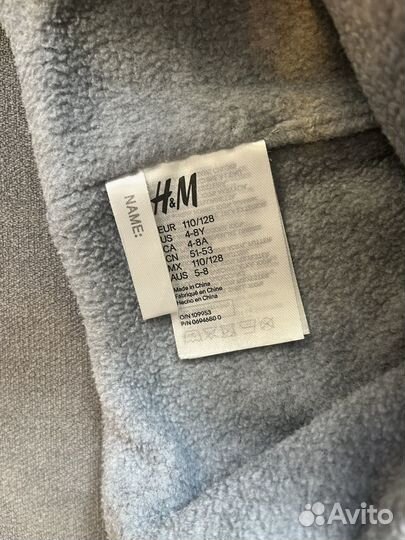 NAME:
H&M
EUR 110/128
US 4-8Y
CA 4-8A
CN 51-53
MX 110/128
AUS 5-8
Made in China
Fabriqué en Chine
Hecho en China
O/N 109953
P/N 0694680 0
Avito